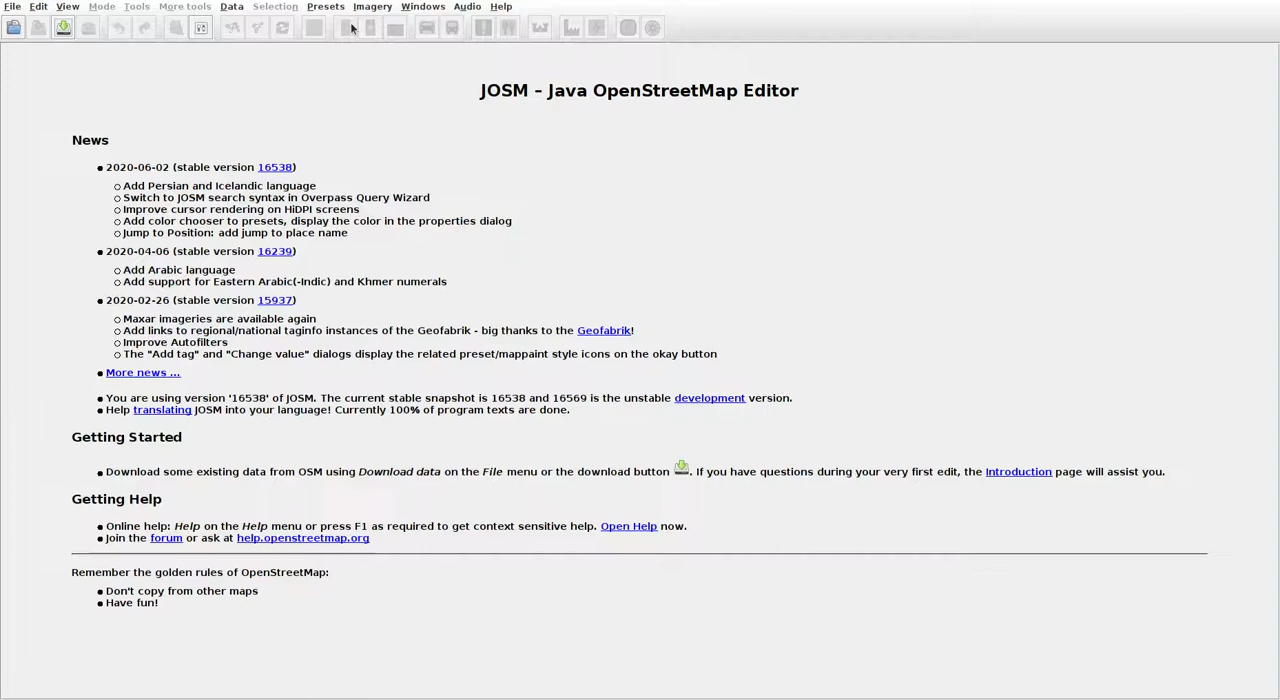 File Edit View Mode Tools More tools Data Selection Presets Imagery Windows Audio Help
JOSM – Java OpenStreetMap Editor
News
2020-06-02 (stable version 16538)
Add Persian and Icelandic language
Switch to JOSM search syntax in Overpass Query Wizard
Improve cursor rendering on HiDPI screens
Add color chooser to presets, display the color in the properties dialog
Jump to Position: add jump to place name
2020-04-06 (stable version 16239)
Add Arabic language
Add support for Eastern Arabic(-Indic) and Khmer numerals
2020-02-26 (stable version 15937)
Maxar imageries are available again
Add links to regional/national taginfo instances of the Geofabrik - big thanks to the Geofabrik!
Improve Autofilters
The "Add tag" and "Change value" dialogs display the related preset/mappaint style icons on the okay button
More news ...
You are using version '16538' of JOSM. The current stable snapshot is 16538 and 16569 is the unstable development version.
Help translating JOSM into your language! Currently 100% of program texts are done.
Getting Started
Download some existing data from OSM using Download data on the File menu or the download button . If you have questions during your very first edit, the Introduction page will assist you.
Getting Help
Online help: Help on the Help menu or press F1 as required to get context sensitive help. Open Help now.
Join the forum or ask at help.openstreetmap.org
Remember the golden rules of OpenStreetMap:
Don't copy from other maps
Have fun!